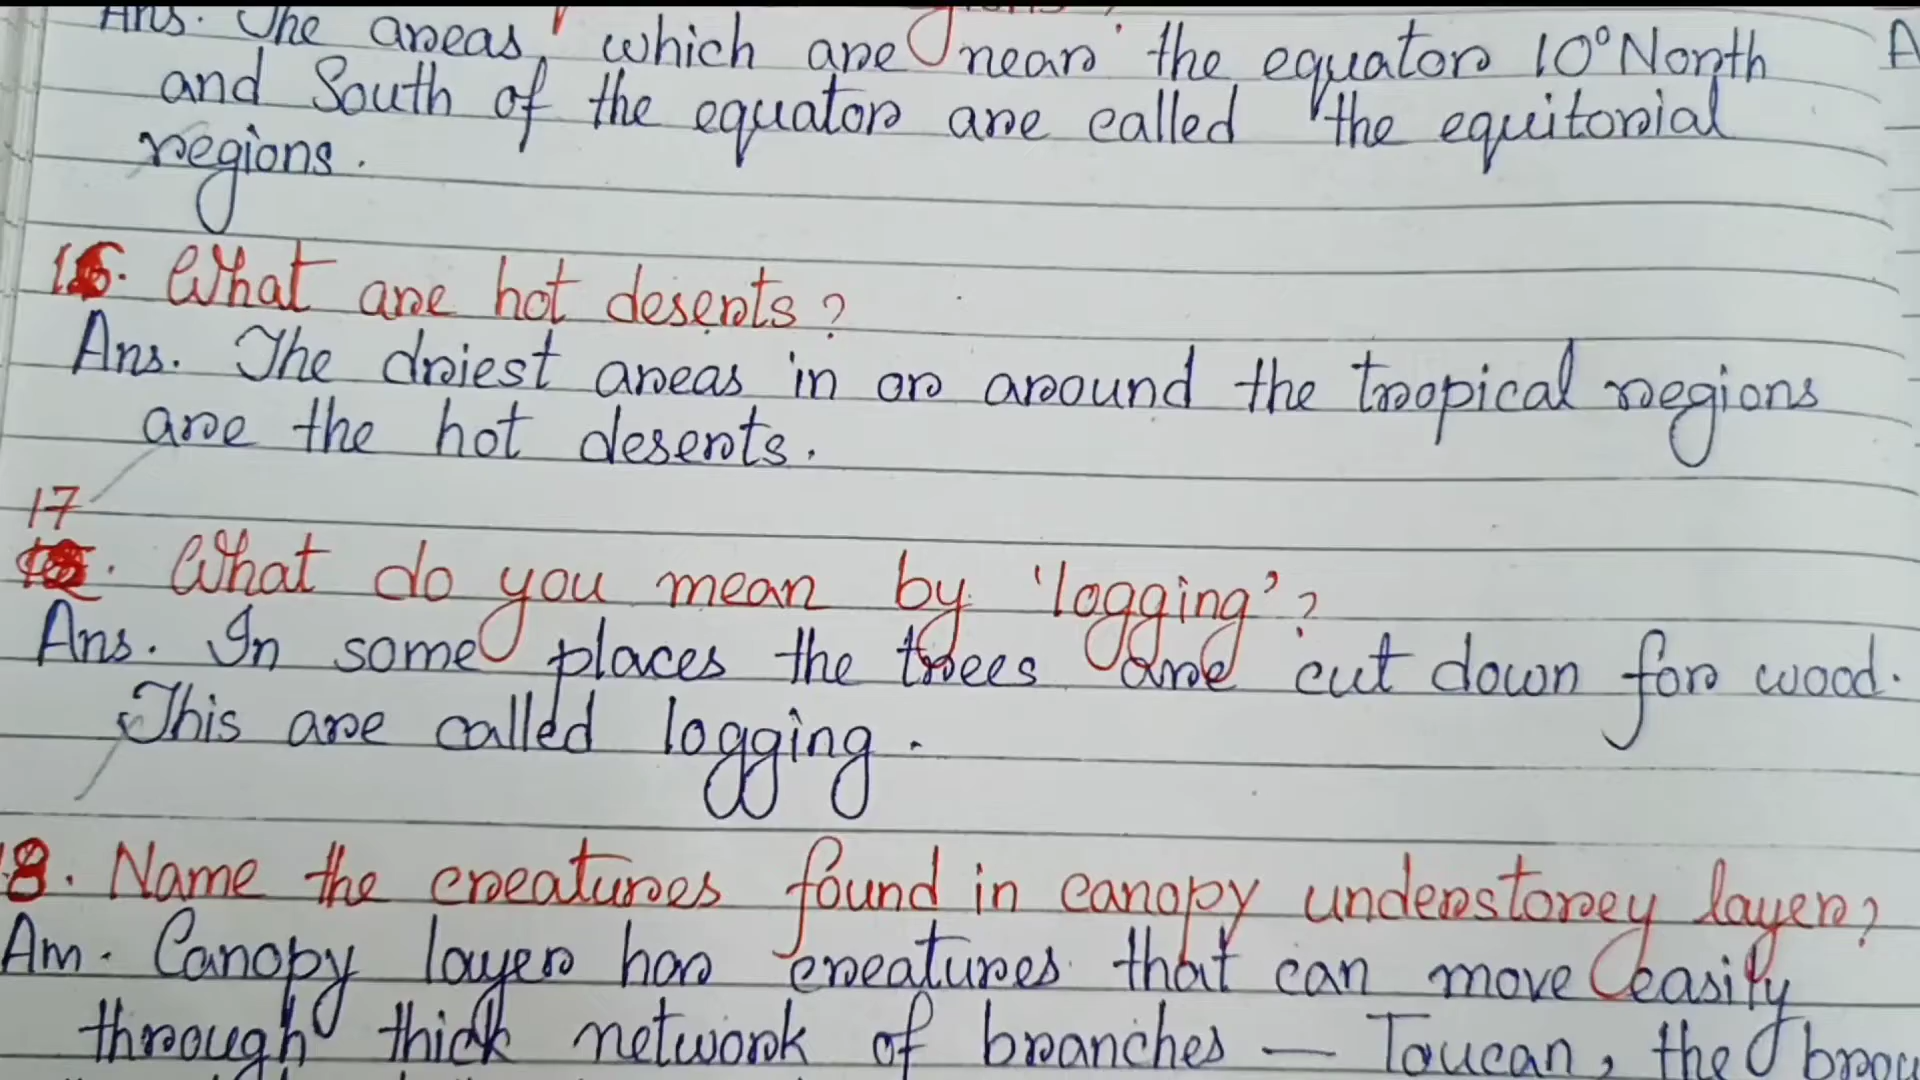 Ans. The areas which are near the equator 10° North
and South of the equator are called the equitorial
regions.
16. What are hot deserts?
Ans. The driest areas in or around the tropical regions
are the hot deserts.
17
. What do you mean by 'logging'?
Ans. In some places the trees are cut down for wood.
This are called logging.
8. Name the creatures found in canopy understorey layer?
Ans. Canopy layer has creatures that can move easily
through thick network of branches — Toucan, the